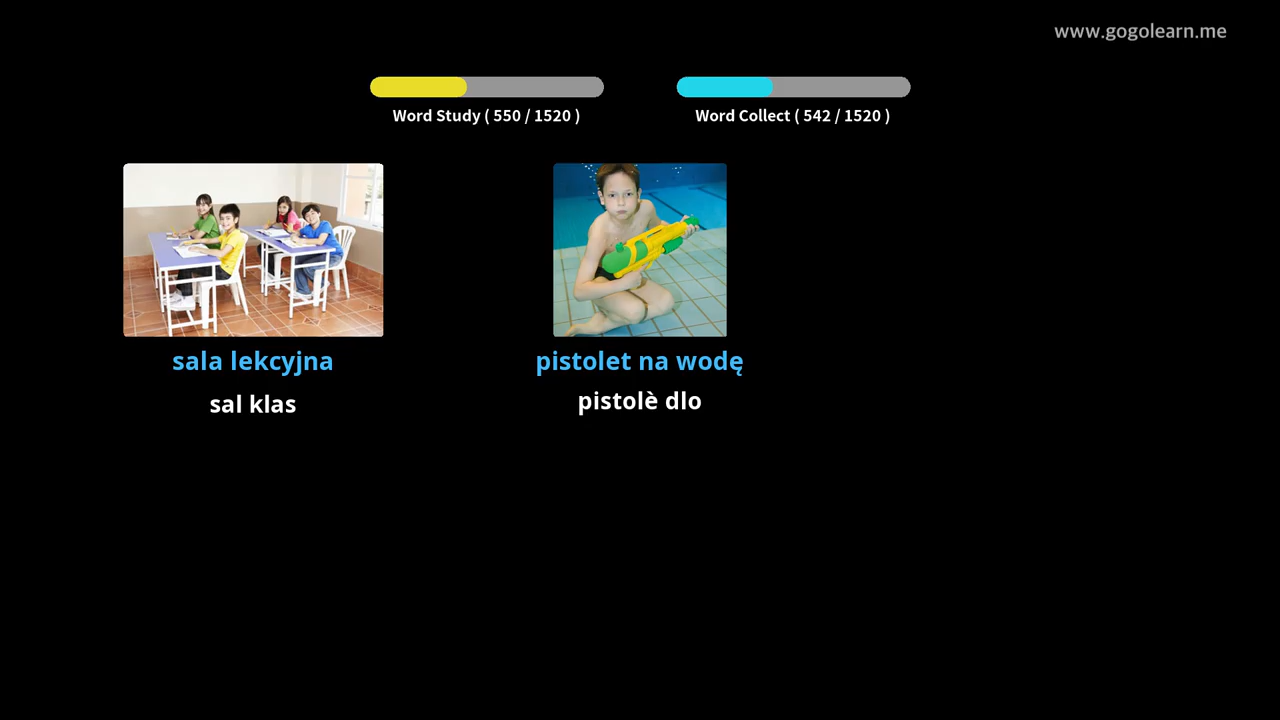 www.gogolearn.me
Word Study ( 550 / 1520 )
Word Collect ( 542 / 1520 )
sala lekcyjna
pistolet na wodę
sal klas
pistolè dlo